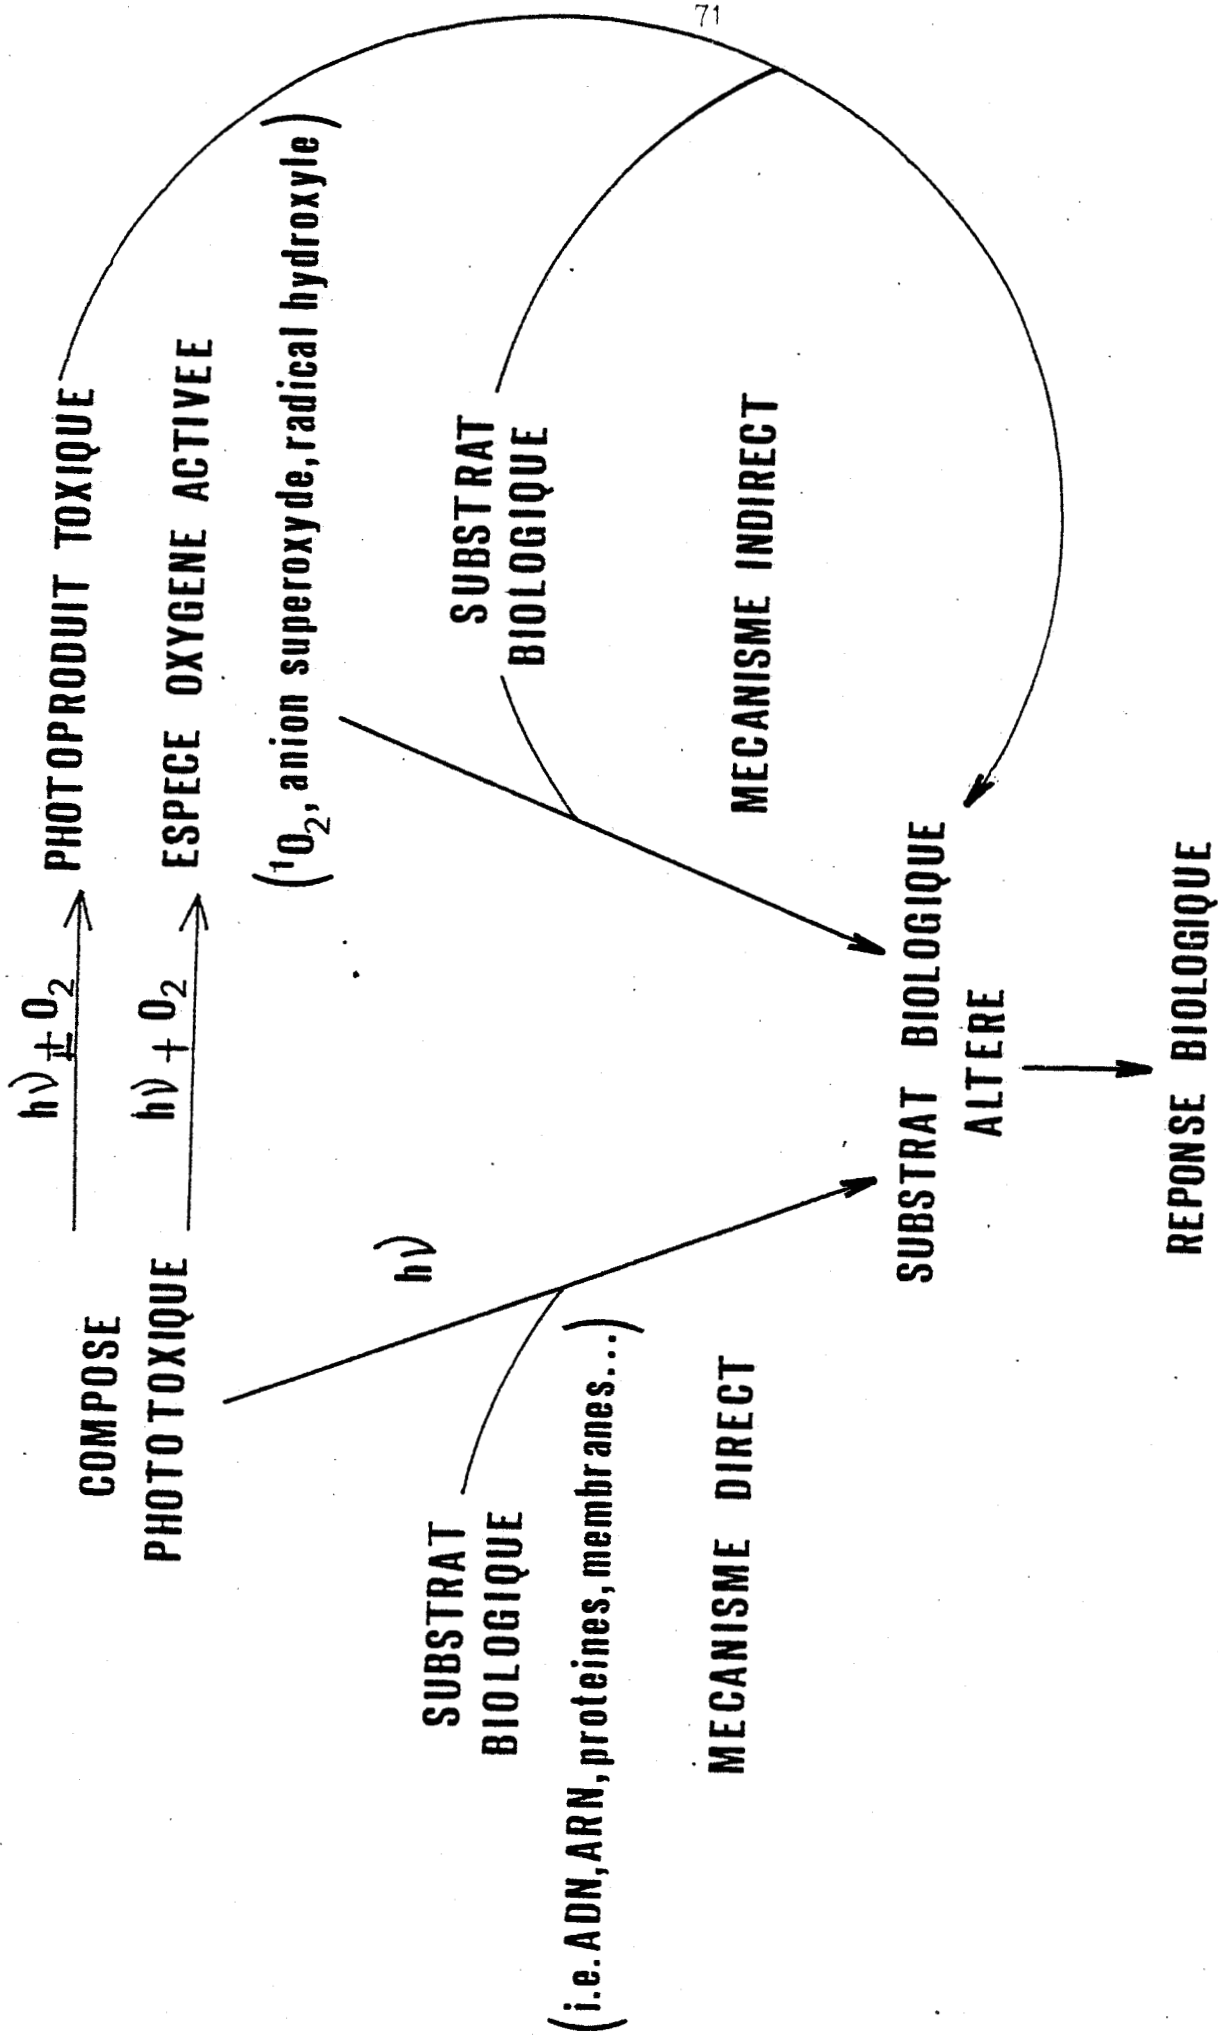 71
hν ± O₂
COMPOSE
PHOTOPRODUIT TOXIQUE
hν + O₂
PHOTOTOXIQUE
ESPECE OXYGENE ACTIVEE
(¹O₂, anion superoxyde, radical hydroxyle)
hν
SUBSTRAT
BIOLOGIQUE
(i.e. ADN, ARN, proteines, membranes...)
SUBSTRAT
BIOLOGIQUE
MECANISME DIRECT
MECANISME INDIRECT
SUBSTRAT BIOLOGIQUE
ALTERE
REPONSE BIOLOGIQUE